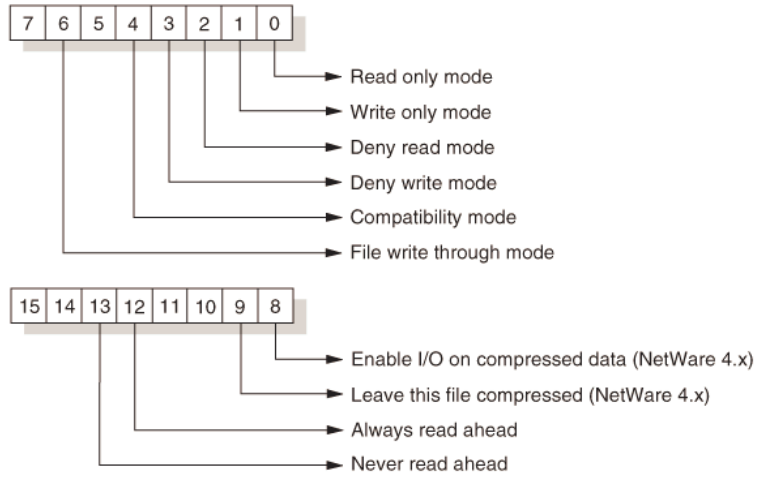 7 6 5 4 3 2 1 0
Read only mode
Write only mode
Deny read mode
Deny write mode
Compatibility mode
File write through mode
15 14 13 12 11 10 9 8
Enable I/O on compressed data (NetWare 4.x)
Leave this file compressed (NetWare 4.x)
Always read ahead
Never read ahead